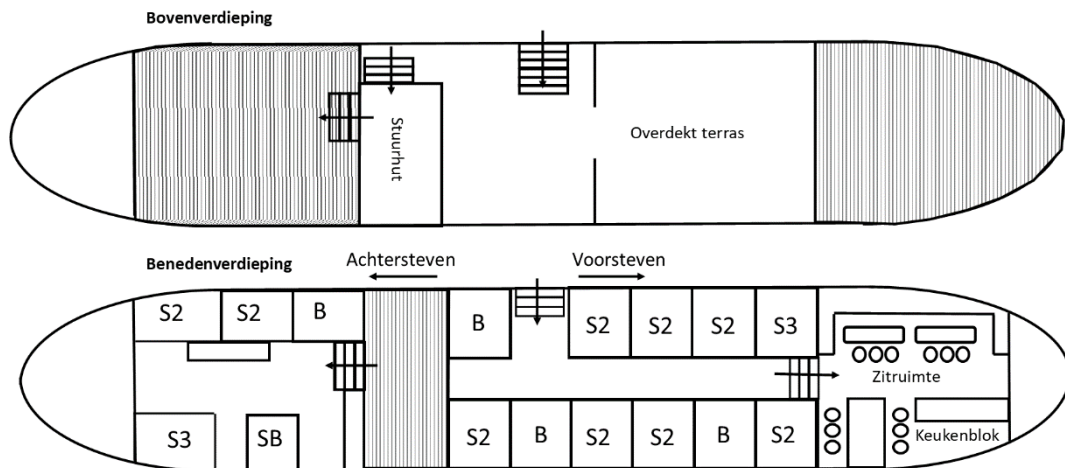 Bovenverdieping
Stuurhut
Overdekt terras
Benedenverdieping
Achtersteven
Voorsteven
S2
S2
B
B
S2
S2
S2
S3
Zitruimte
S3
SB
S2
B
S2
S2
B
S2
Keukenblok